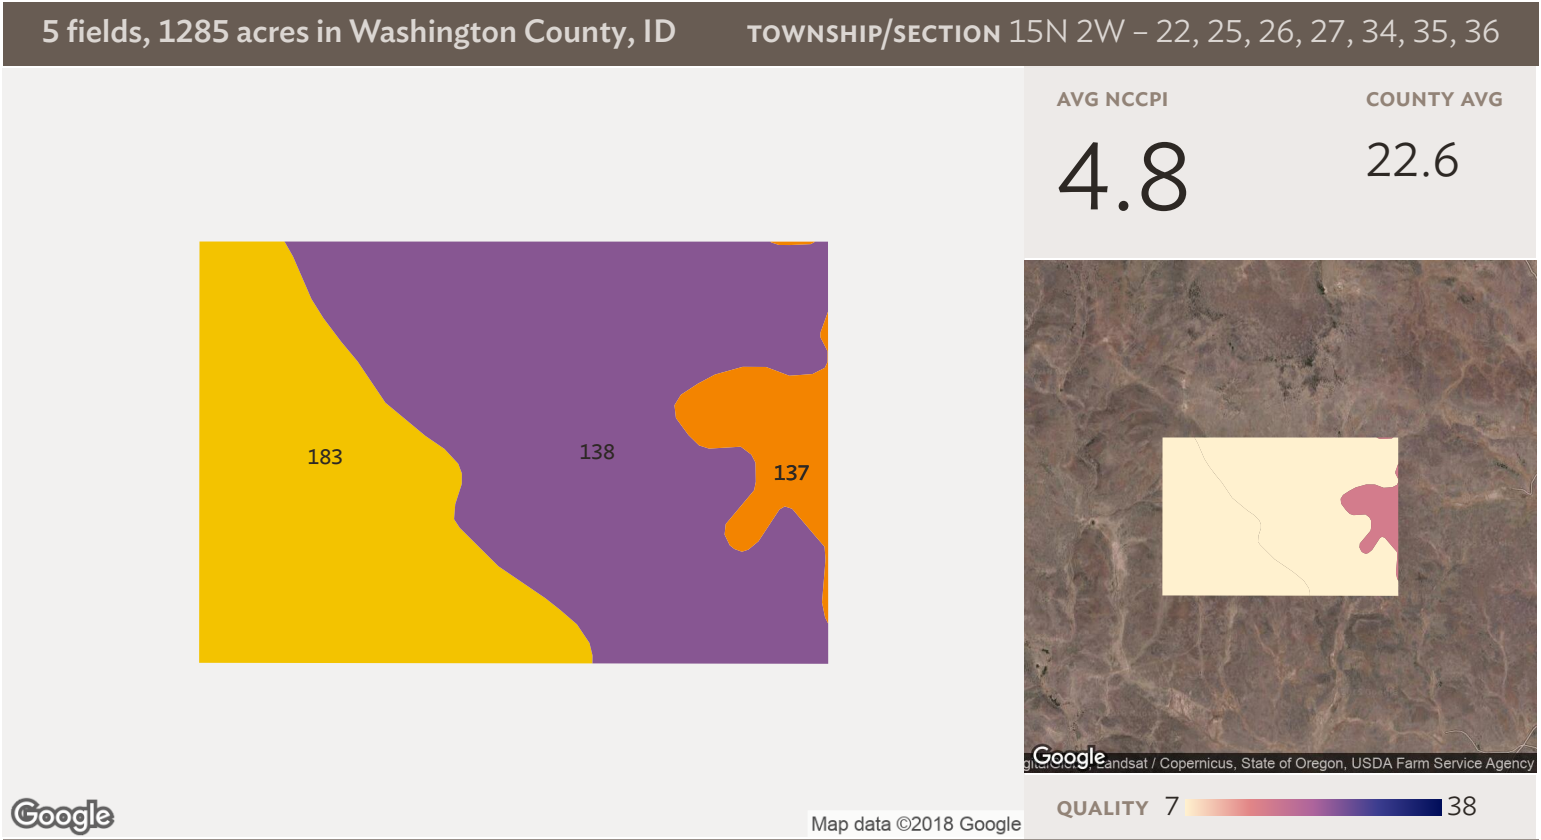 5 fields, 1285 acres in Washington County, ID
TOWNSHIP/SECTION 15N 2W – 22, 25, 26, 27, 34, 35, 36
AVG NCCPI
COUNTY AVG
4.8
22.6
183
138
137
Google
Landsat / Copernicus, State of Oregon, USDA Farm Service Agency
Google
Map data ©2018 Google
QUALITY 7
38